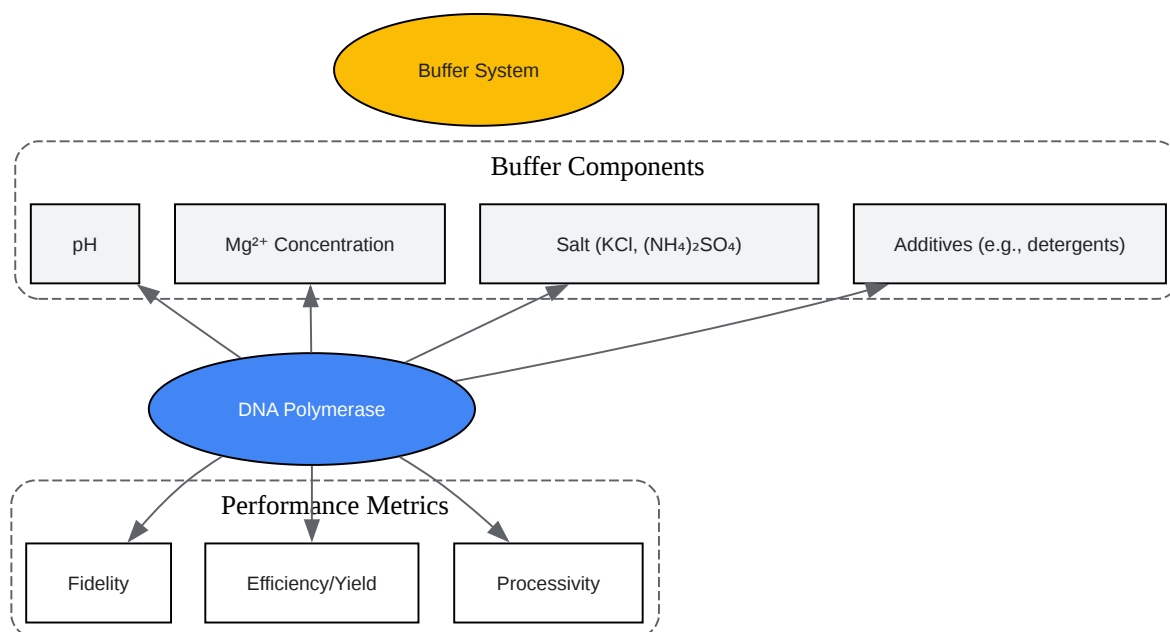 Buffer System
Buffer Components
pH
Mg²⁺ Concentration
Salt (KCl, (NH₄)₂SO₄)
Additives (e.g., detergents)
DNA Polymerase
Performance Metrics
Fidelity
Efficiency/Yield
Processivity